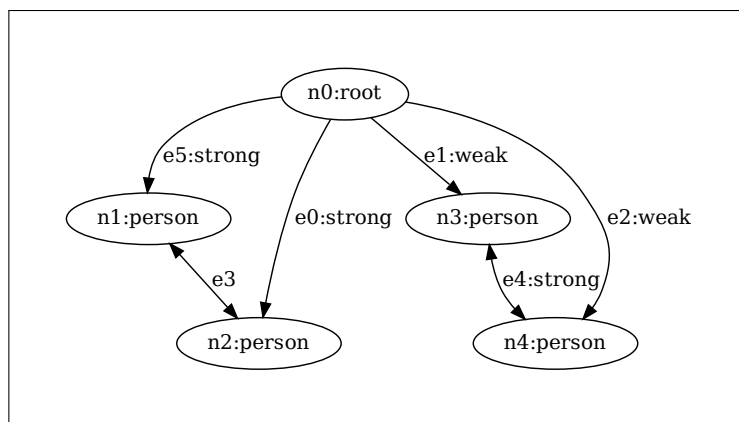 n0:root
e5:strong
e1:weak
n1:person
e0:strong
n3:person
e2:weak
e3
e4:strong
n2:person
n4:person